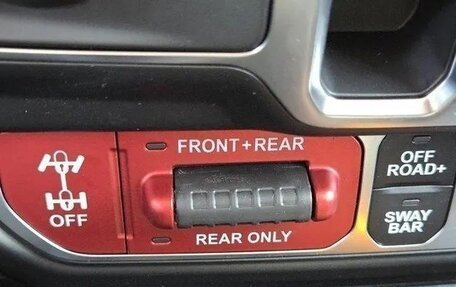 FRONT+REAR
OFF
REAR ONLY
OFF
ROAD+
SWAY
BAR